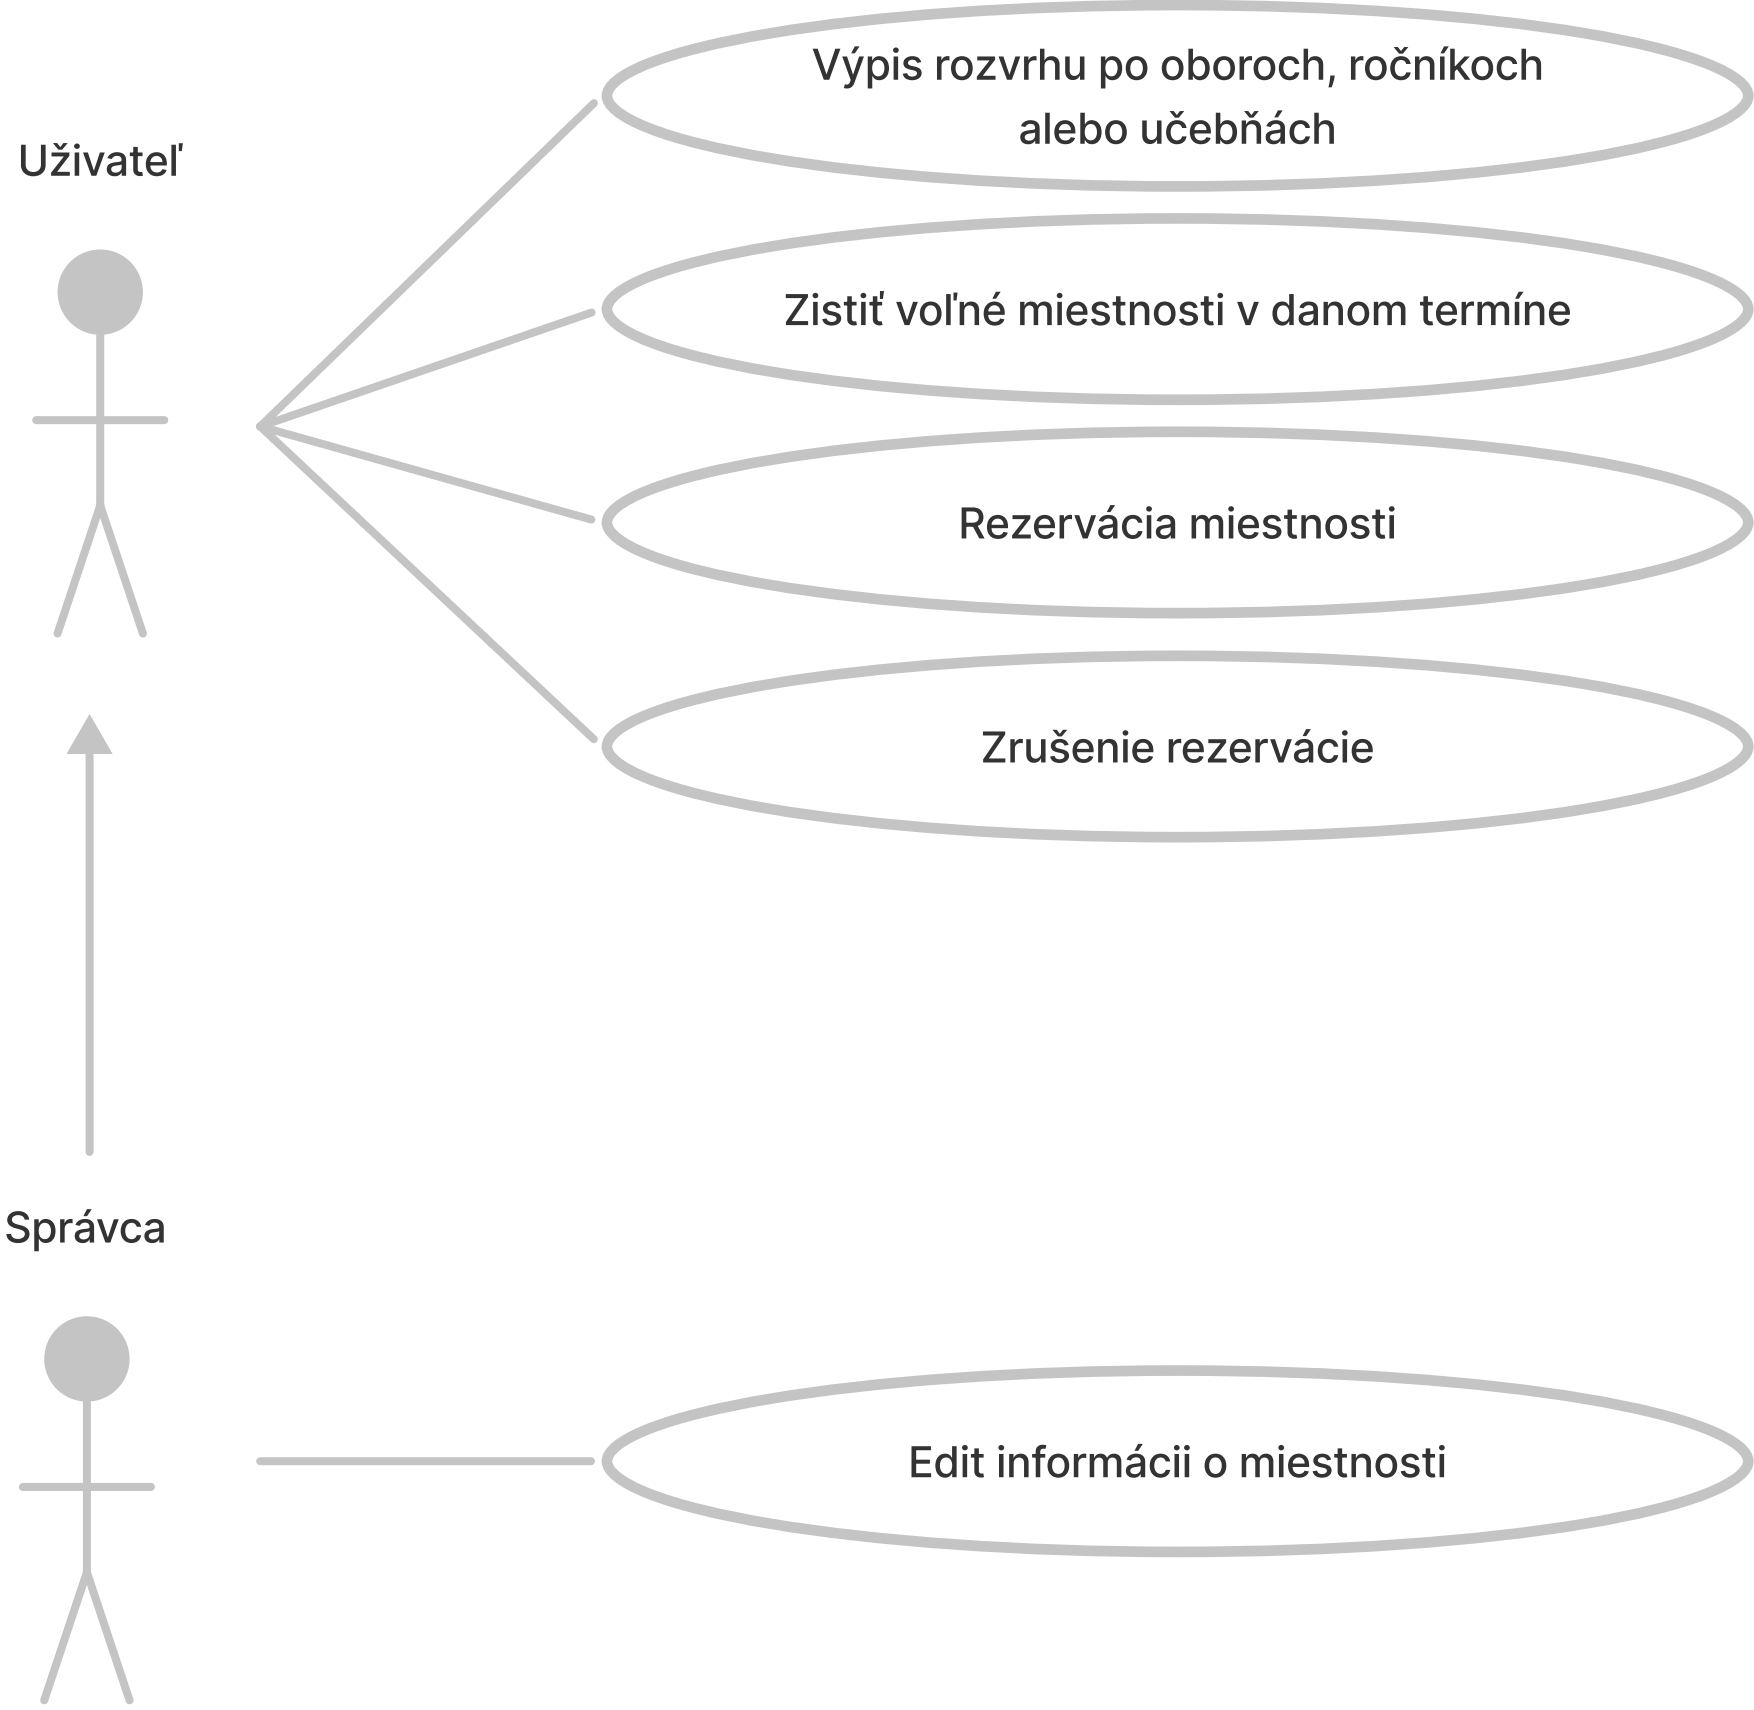 Výpis rozvrhu po oboroch, ročníkoch
alebo učebňách
Uživateľ
Zistiť voľné miestnosti v danom termíne
Rezervácia miestnosti
Zrušenie rezervácie
Správca
Edit informácii o miestnosti